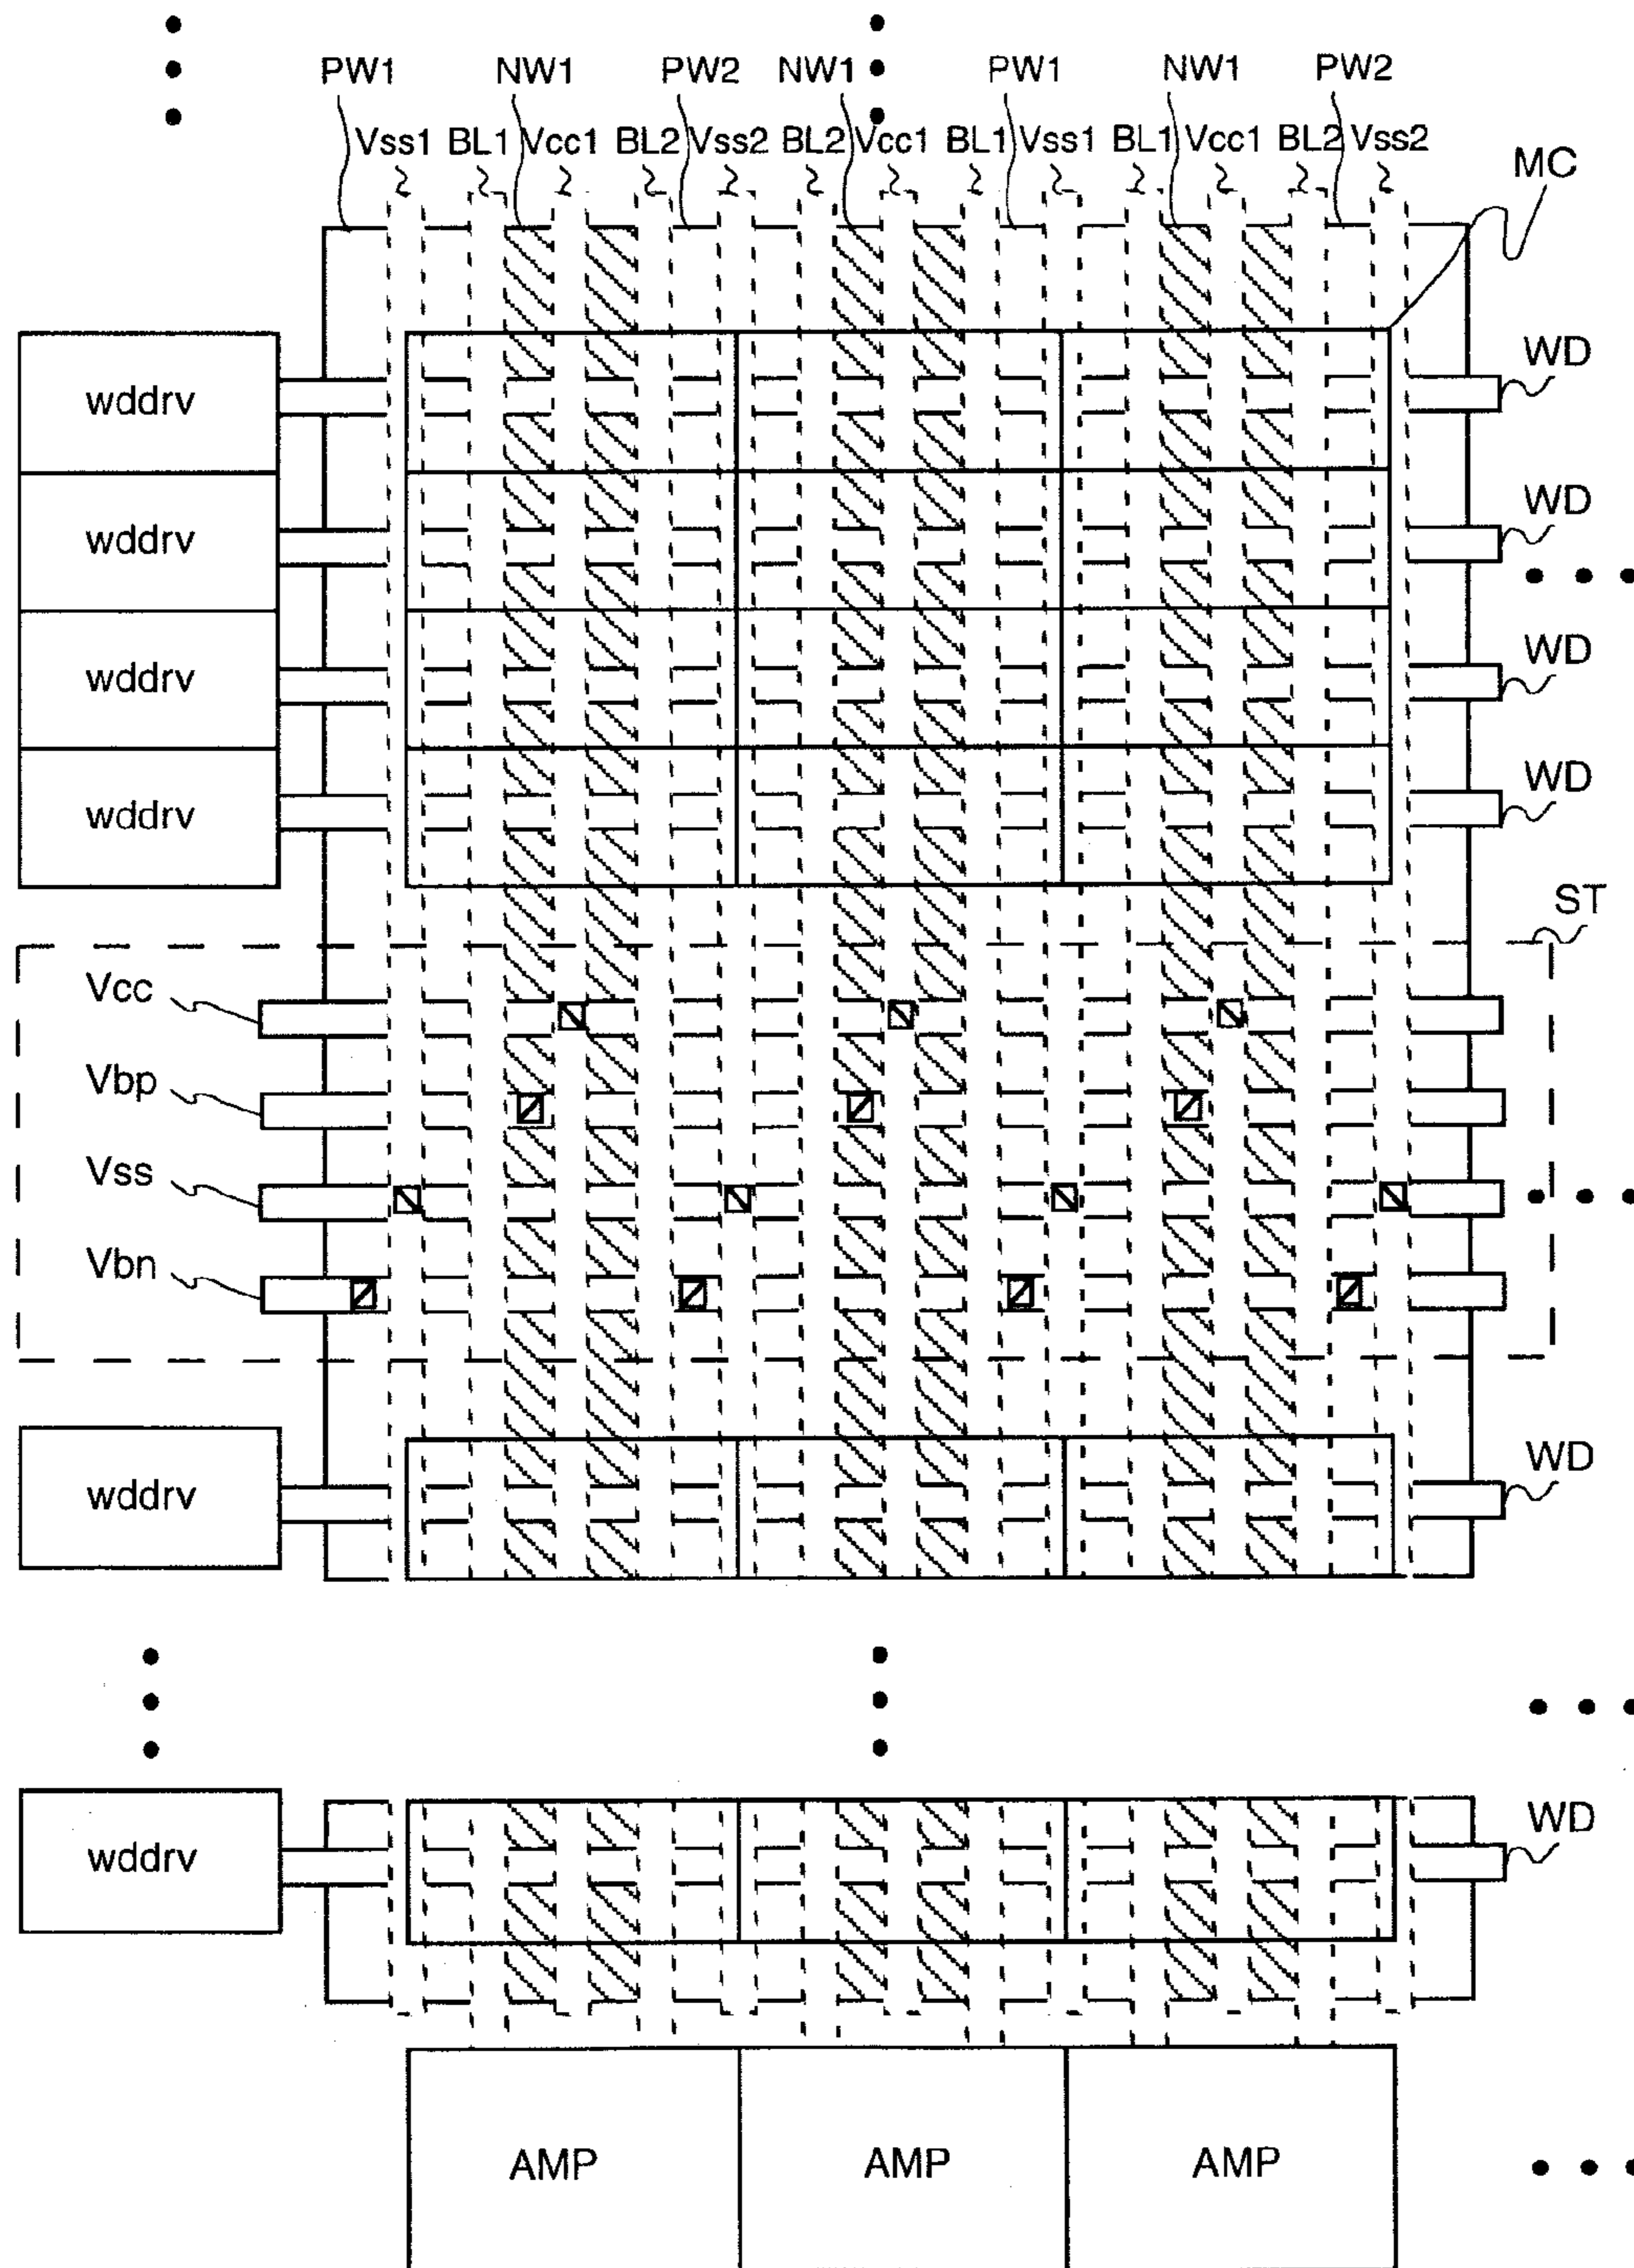 PW1 NW1 PW2 NW1 PW1 NW1 PW2
Vss1 BL1 Vcc1 BL2 Vss2 BL2 Vcc1 BL1 Vss1 BL1 Vcc1 BL2 Vss2
MC
wddrv WD
wddrv WD
wddrv WD
wddrv WD
ST
Vcc
Vbp
Vss
Vbn
wddrv WD
wddrv WD
AMP AMP AMP